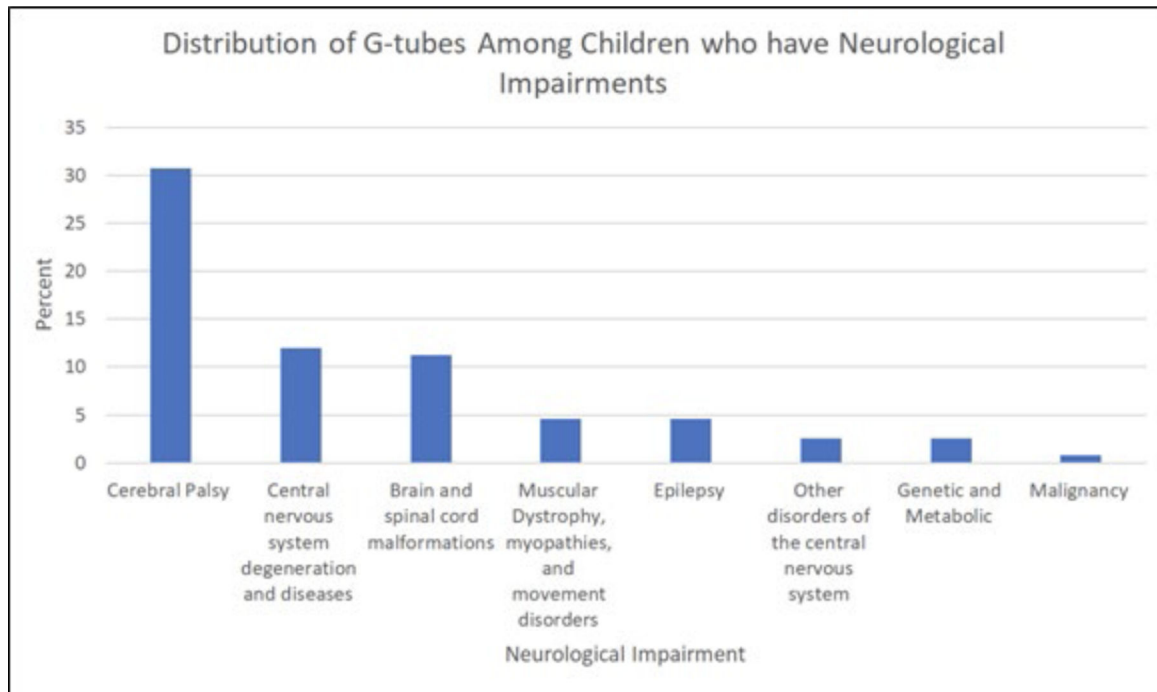 Distribution of G-tubes Among Children who have Neurological
Impairments
35
30
25
20
15
10
5
0
Percent
Cerebral Palsy
Central
nervous
system
degeneration
and diseases
Brain and
spinal cord
malformations
Muscular
Dystrophy,
myopathies,
and
movement
disorders
Epilepsy
Other
disorders of
the central
nervous
system
Genetic and
Metabolic
Malignancy
Neurological Impairment